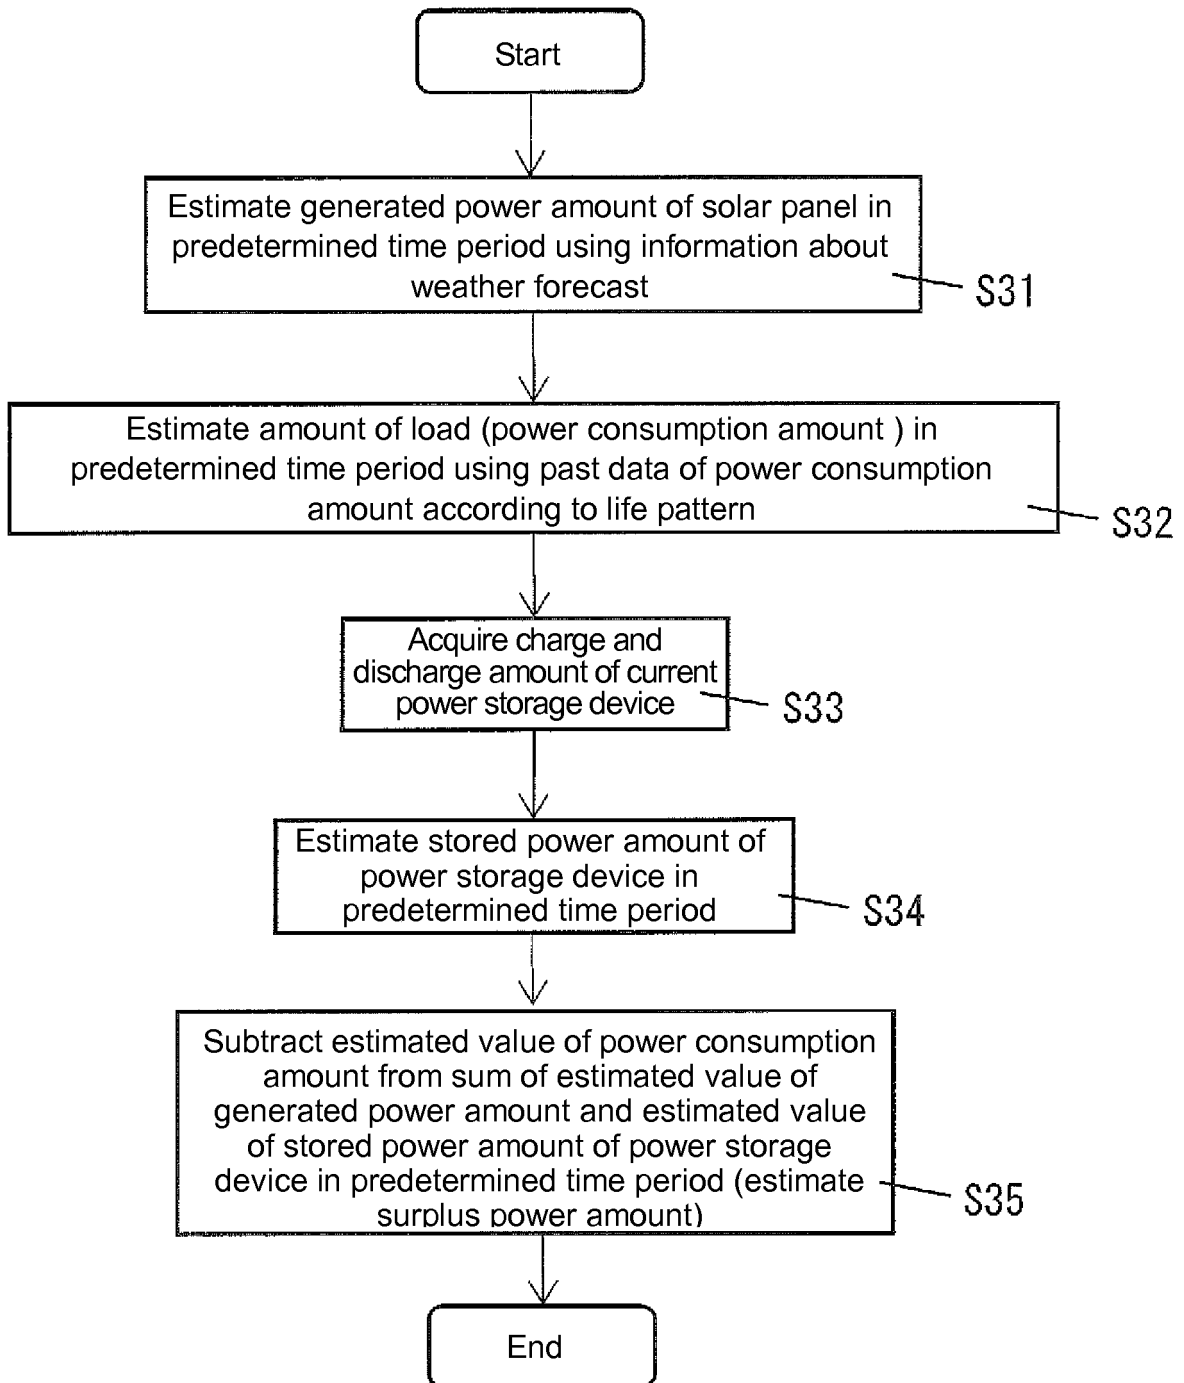 Start
Estimate generated power amount of solar panel in
predetermined time period using information about
weather forecast
S31
Estimate amount of load (power consumption amount ) in
predetermined time period using past data of power consumption
amount according to life pattern
S32
Acquire charge and
discharge amount of current
power storage device
S33
Estimate stored power amount of
power storage device in
predetermined time period
S34
Subtract estimated value of power consumption
amount from sum of estimated value of
generated power amount and estimated value
of stored power amount of power storage
device in predetermined time period (estimate
surplus power amount)
S35
End